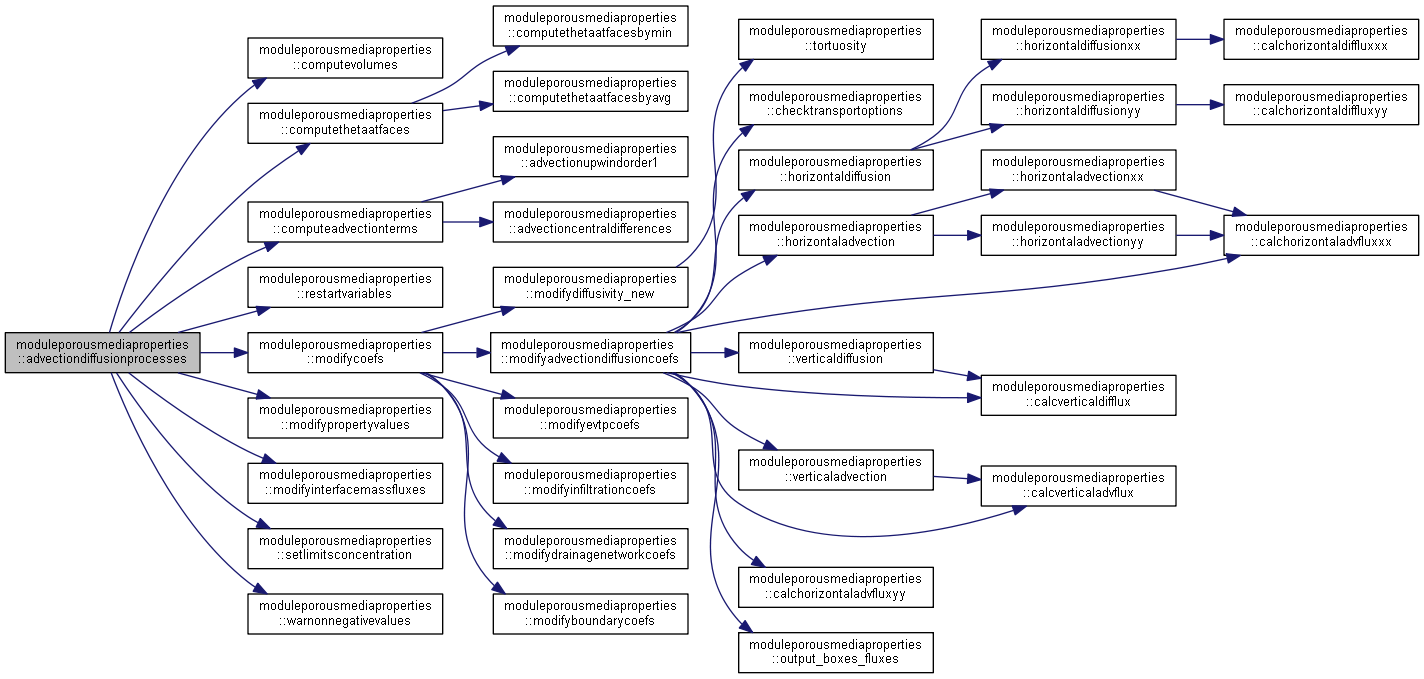 moduleporousmediaproperties
::advectiondiffusionprocesses
moduleporousmediaproperties
::computevolumes
moduleporousmediaproperties
::computethetaatfaces
moduleporousmediaproperties
::computeadvectionterms
moduleporousmediaproperties
::restartvariables
moduleporousmediaproperties
::modifycoefs
moduleporousmediaproperties
::modifypropertyvalues
moduleporousmediaproperties
::modifyinterfacemassfluxes
moduleporousmediaproperties
::setlimitsconcentration
moduleporousmediaproperties
::warnonnegativevalues
moduleporousmediaproperties
::computethetaatfacesbymin
moduleporousmediaproperties
::computethetaatfacesbyavg
moduleporousmediaproperties
::advectionupwindorder1
moduleporousmediaproperties
::advectioncentraldifferences
moduleporousmediaproperties
::modifydiffusivity_new
moduleporousmediaproperties
::modifyadvectiondiffusioncoefs
moduleporousmediaproperties
::modifyevtpcoefs
moduleporousmediaproperties
::modifyinfiltrationcoefs
moduleporousmediaproperties
::modifydrainagenetworkcoefs
moduleporousmediaproperties
::modifyboundarycoefs
moduleporousmediaproperties
::tortuosity
moduleporousmediaproperties
::checktransportoptions
moduleporousmediaproperties
::horizontaldiffusion
moduleporousmediaproperties
::horizontaladvection
moduleporousmediaproperties
::verticaldiffusion
moduleporousmediaproperties
::verticaladvection
moduleporousmediaproperties
::calchorizontaladvfluxyy
moduleporousmediaproperties
::output_boxes_fluxes
moduleporousmediaproperties
::horizontaldiffusionxx
moduleporousmediaproperties
::horizontaldiffusionyy
moduleporousmediaproperties
::horizontaladvectionxx
moduleporousmediaproperties
::horizontaladvectionyy
moduleporousmediaproperties
::calcverticaldifflux
moduleporousmediaproperties
::calcverticaladvflux
moduleporousmediaproperties
::calchorizontaldiffluxxx
moduleporousmediaproperties
::calchorizontaldiffluxyy
moduleporousmediaproperties
::calchorizontaladvfluxxx